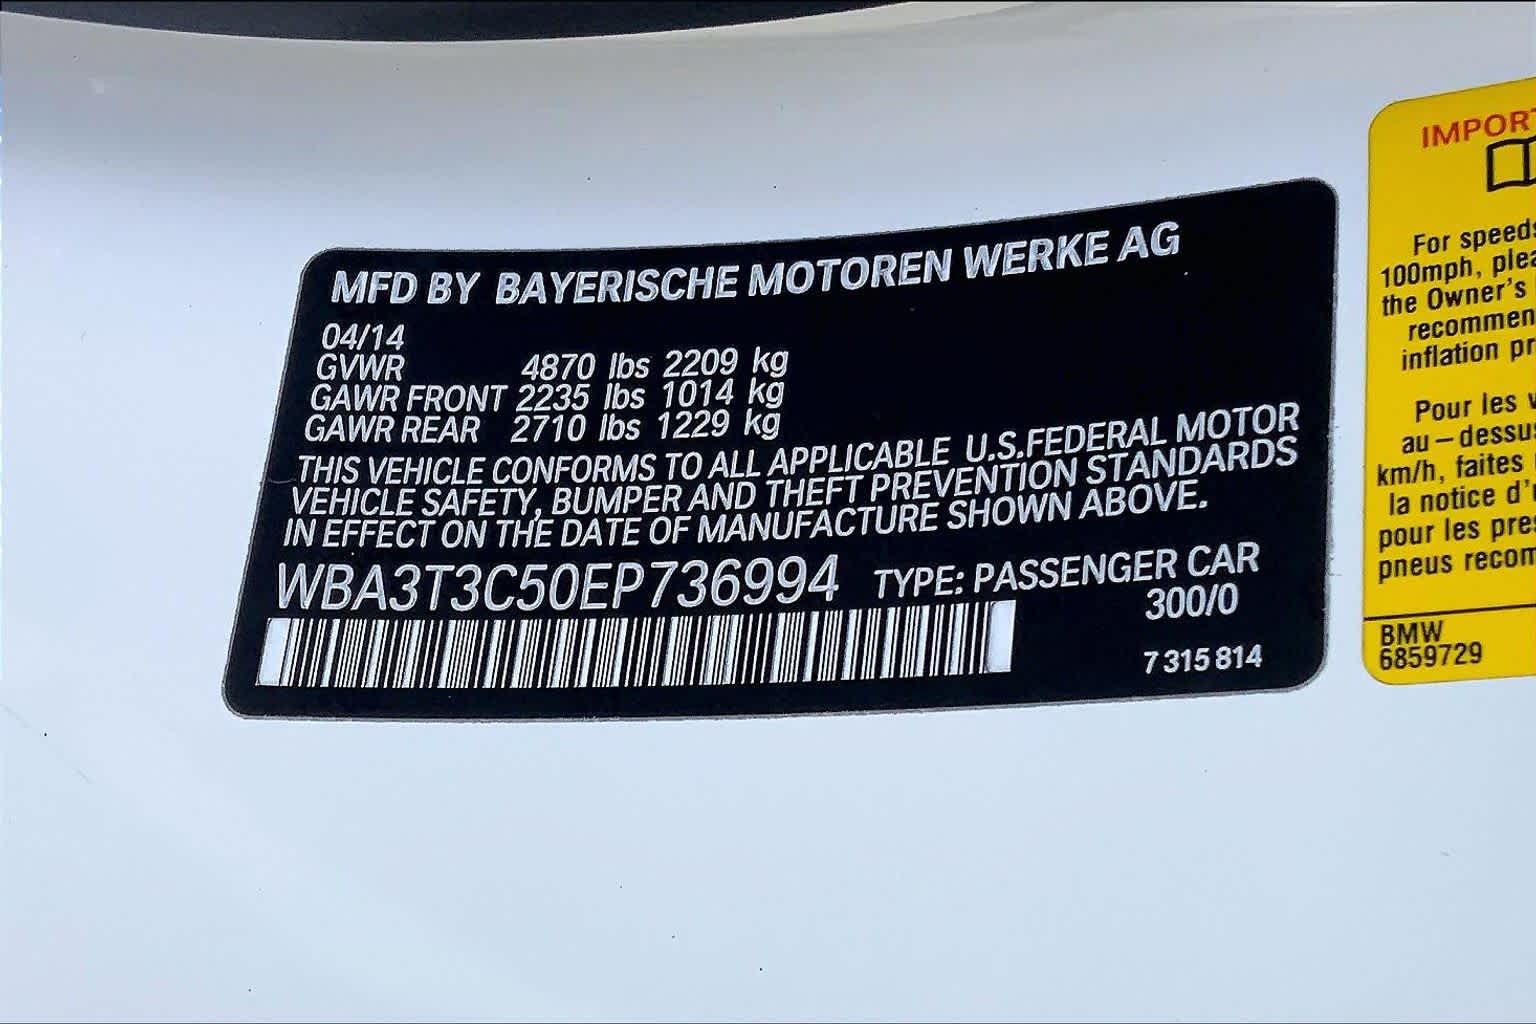 MFD BY BAYERISCHE MOTOREN WERKE AG
04/14
GVWR 4870 lbs 2209 kg
GAWR FRONT 2235 lbs 1014 kg
GAWR REAR 2710 lbs 1229 kg
THIS VEHICLE CONFORMS TO ALL APPLICABLE U.S.FEDERAL MOTOR
VEHICLE SAFETY, BUMPER AND THEFT PREVENTION STANDARDS
IN EFFECT ON THE DATE OF MANUFACTURE SHOWN ABOVE.
WBA3T3C50EP736994 TYPE: PASSENGER CAR
300/0
7 315 814
IMPORT
For speeds
100mph, plea
the Owner's
recommen
inflation pr
Pour les v
au – dessus
km/h, faites
la notice d'
pour les pres
pneus recom
BMW
6859729